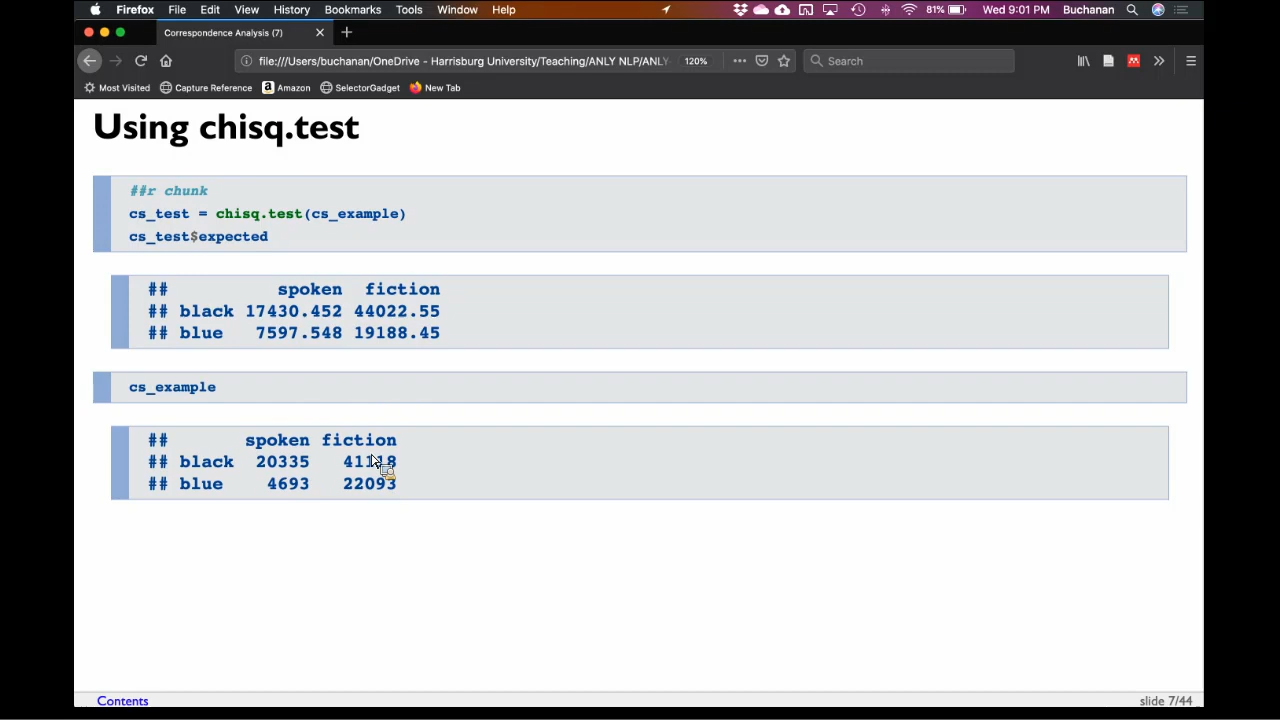 Firefox File Edit View History Bookmarks Tools Window Help 81% Wed 9:01 PM Buchanan
Correspondence Analysis (7)
file:///Users/buchanan/OneDrive - Harrisburg University/Teaching/ANLY NLP/ANLY 120% Search
Most Visited Capture Reference Amazon SelectorGadget New Tab
Using chisq.test
##r chunk
cs_test = chisq.test(cs_example)
cs_test$expected
## spoken fiction
## black 17430.452 44022.55
## blue 7597.548 19188.45
cs_example
## spoken fiction
## black 20335 41118
## blue 4693 22093
Contents slide 7/44